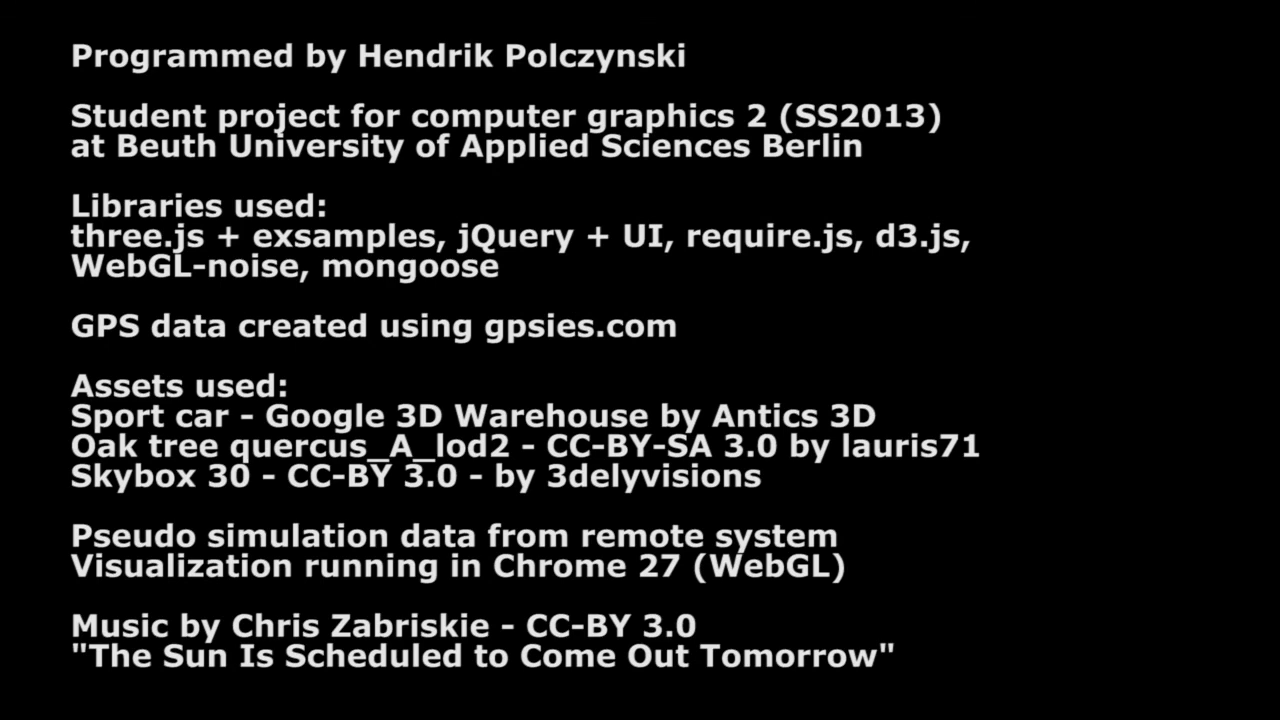 Programmed by Hendrik Polczynski
Student project for computer graphics 2 (SS2013)
at Beuth University of Applied Sciences Berlin
Libraries used:
three.js + exsamples, jQuery + UI, require.js, d3.js,
WebGL-noise, mongoose
GPS data created using gpsies.com
Assets used:
Sport car - Google 3D Warehouse by Antics 3D
Oak tree quercus_A_lod2 - CC-BY-SA 3.0 by lauris71
Skybox 30 - CC-BY 3.0 - by 3delyvisions
Pseudo simulation data from remote system
Visualization running in Chrome 27 (WebGL)
Music by Chris Zabriskie - CC-BY 3.0
"The Sun Is Scheduled to Come Out Tomorrow"